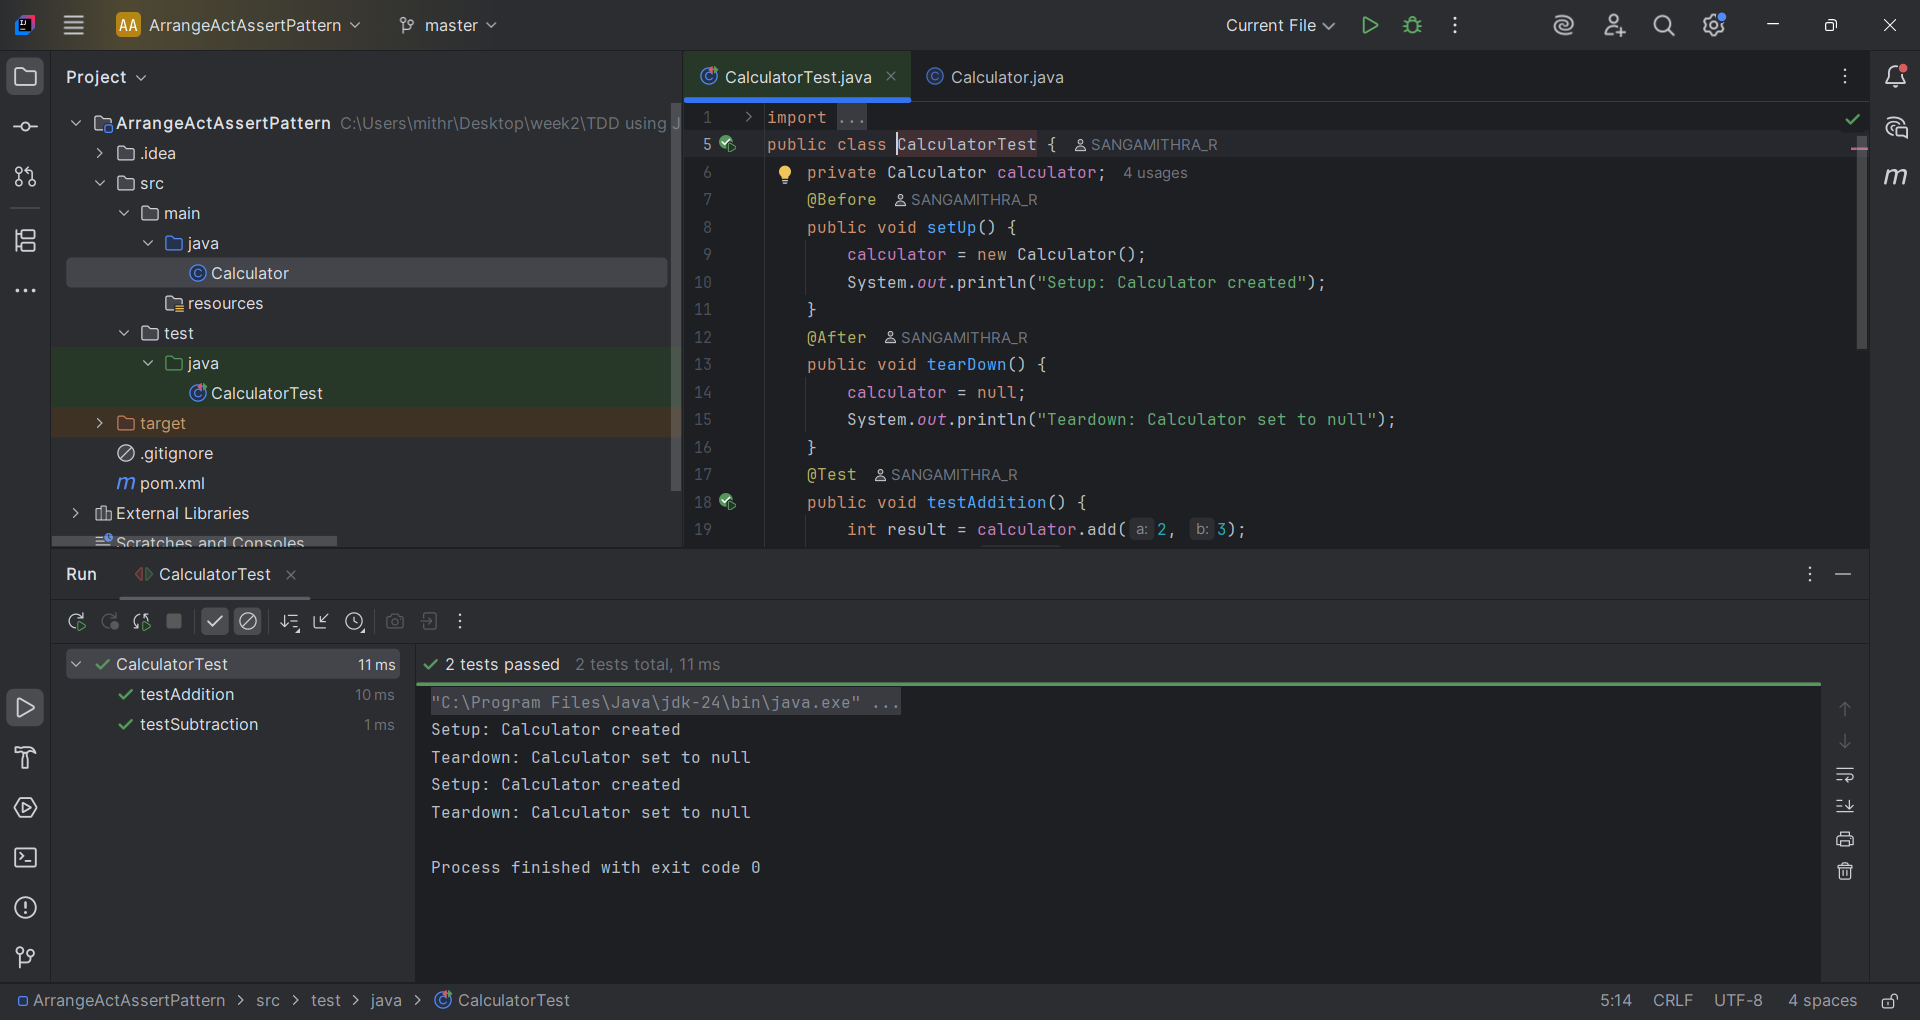 AA ArrangeActAssertPattern master Current File
Project
ArrangeActAssertPattern C:\Users\mithr\Desktop\week2\TDD using J
.idea
src
main
java
Calculator
resources
test
java
CalculatorTest
target
.gitignore
m pom.xml
External Libraries
Scratches and Consoles
CalculatorTest.java Calculator.java
1 import ...
5 public class CalculatorTest { SANGAMITHRA_R
6 private Calculator calculator; 4 usages
7 @Before SANGAMITHRA_R
8 public void setUp() {
9 calculator = new Calculator();
10 System.out.println("Setup: Calculator created");
11 }
12 @After SANGAMITHRA_R
13 public void tearDown() {
14 calculator = null;
15 System.out.println("Teardown: Calculator set to null");
16 }
17 @Test SANGAMITHRA_R
18 public void testAddition() {
19 int result = calculator.add( a: 2, b: 3);
m
Run CalculatorTest
CalculatorTest 11 ms
testAddition 10 ms
testSubtraction 1 ms
2 tests passed 2 tests total, 11 ms
"C:\Program Files\Java\jdk-24\bin\java.exe" ...
Setup: Calculator created
Teardown: Calculator set to null
Setup: Calculator created
Teardown: Calculator set to null
Process finished with exit code 0
ArrangeActAssertPattern > src > test > java > CalculatorTest 5:14 CRLF UTF-8 4 spaces